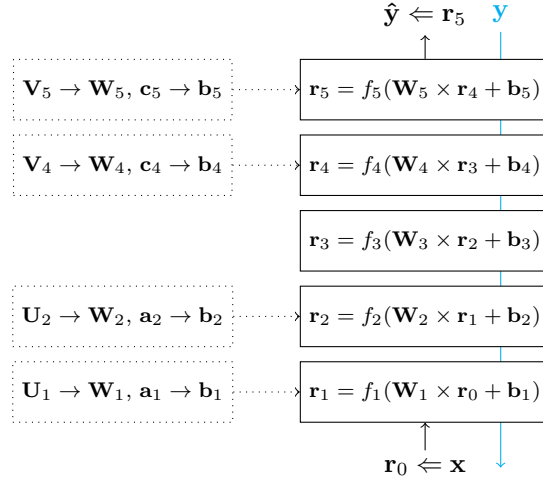 ŷ ⇐ r₅ y
V₅ → W₅, c₅ → b₅ r₅ = f₅(W₅ × r₄ + b₅)
V₄ → W₄, c₄ → b₄ r₄ = f₄(W₄ × r₃ + b₄)
r₃ = f₃(W₃ × r₂ + b₃)
U₂ → W₂, a₂ → b₂ r₂ = f₂(W₂ × r₁ + b₂)
U₁ → W₁, a₁ → b₁ r₁ = f₁(W₁ × r₀ + b₁)
r₀ ⇐ x